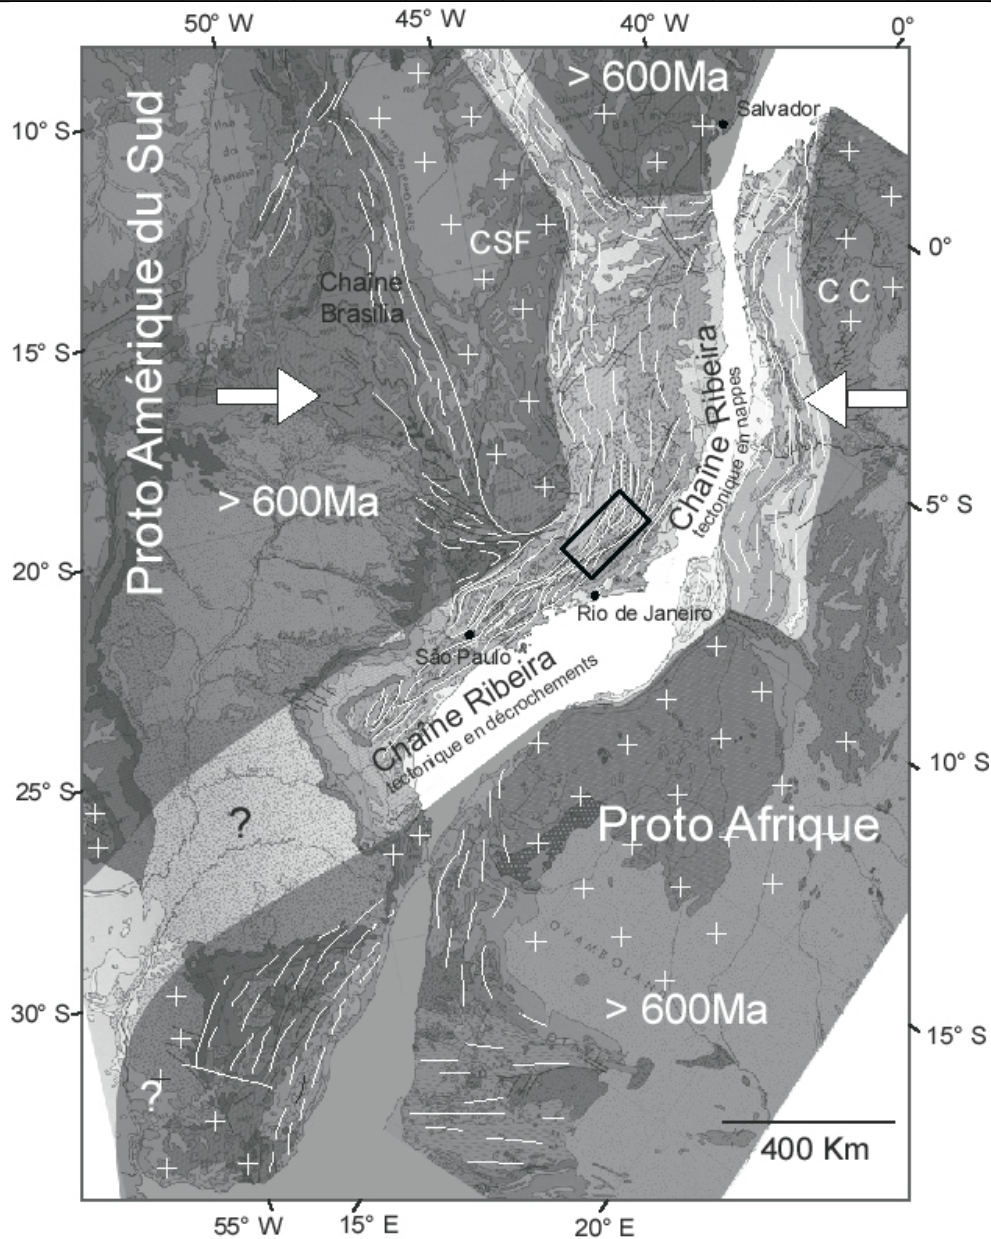 50° W
45° W
40° W
0°
> 600Ma
Salvador
10° S
Proto Amérique du Sud
CSF
0°
Chaîne
Brasilia
C C
15° S
Chaîne Ribeira
tectonique en nappes
> 600Ma
5° S
20° S
Rio de Janeiro
São Paulo
Chaîne Ribeira
tectonique en décrochements
10° S
25° S
?
Proto Afrique
OVAMBOLA
> 600Ma
30° S
15° S
?
400 Km
55° W
15° E
20° E